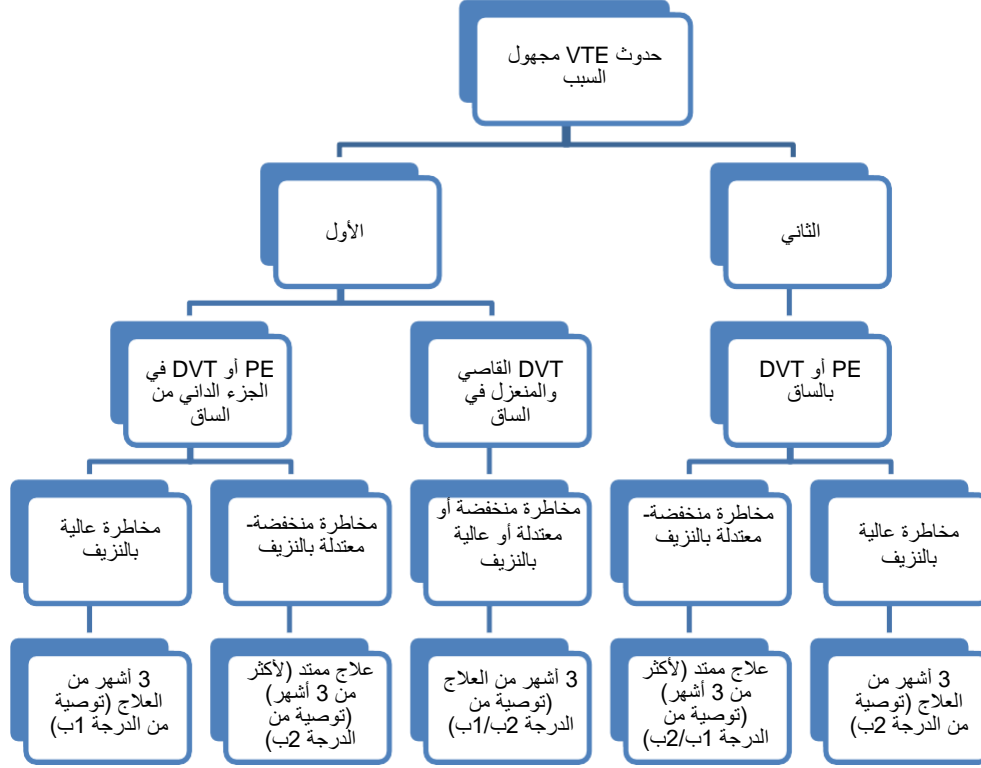 حدوث VTE مجهول
السبب
الأول
الثاني
PE أو DVT في
الجزء الداني من
الساق
DVT القاصي
والمنعزل في
الساق
PE أو DVT
بالساق
مخاطرة عالية
بالنزيف
مخاطرة منخفضة-
معتدلة بالنزيف
مخاطرة منخفضة أو
معتدلة أو عالية
بالنزيف
مخاطرة منخفضة-
معتدلة بالنزيف
مخاطرة عالية
بالنزيف
3 أشهر من
العلاج (توصية
من الدرجة 1ب)
علاج ممتد (لأكثر
من 3 أشهر)
(توصية من
الدرجة 2ب)
3 أشهر من العلاج
(توصية من
الدرجة 2ب/1ب)
علاج ممتد (لأكثر
من 3 أشهر)
(توصية من
الدرجة 1ب/2ب)
3 أشهر من
العلاج (توصية
من الدرجة 2ب)